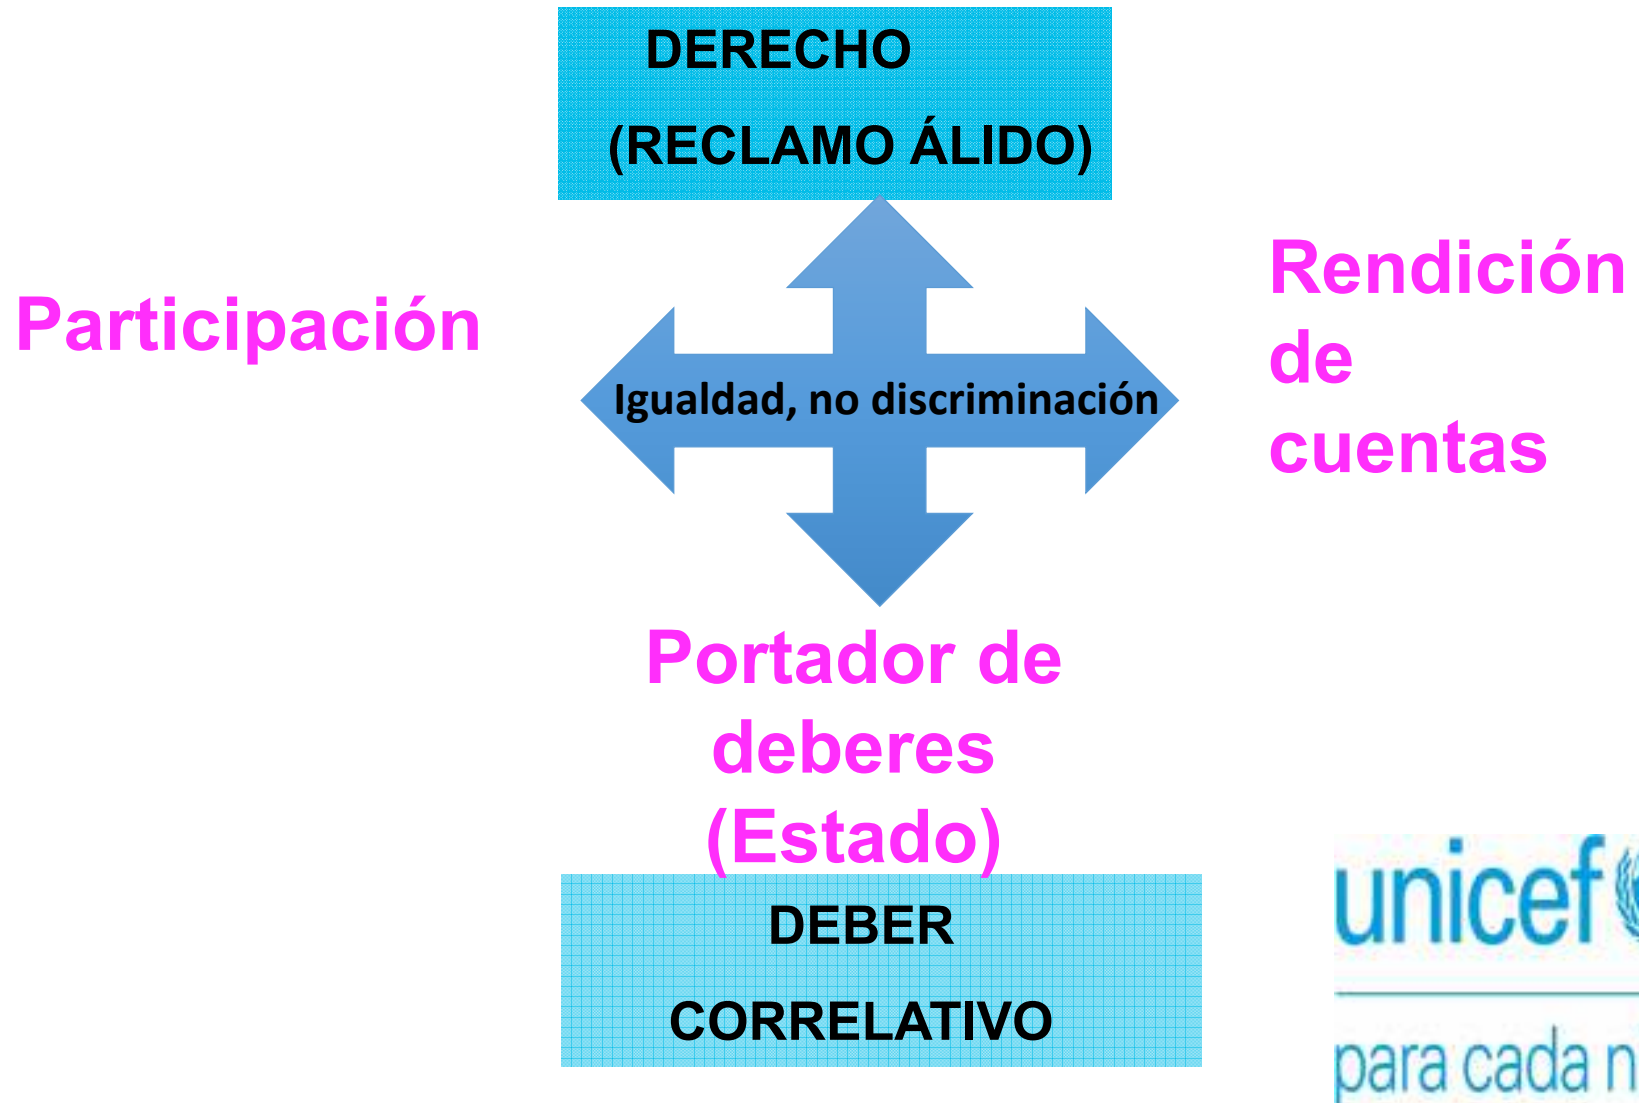 DERECHO
(RECLAMO ÁLIDO)
Participación
Rendición
de
cuentas
Igualdad, no discriminación
Portador de
deberes
(Estado)
DEBER
CORRELATIVO
unicef
para cada n